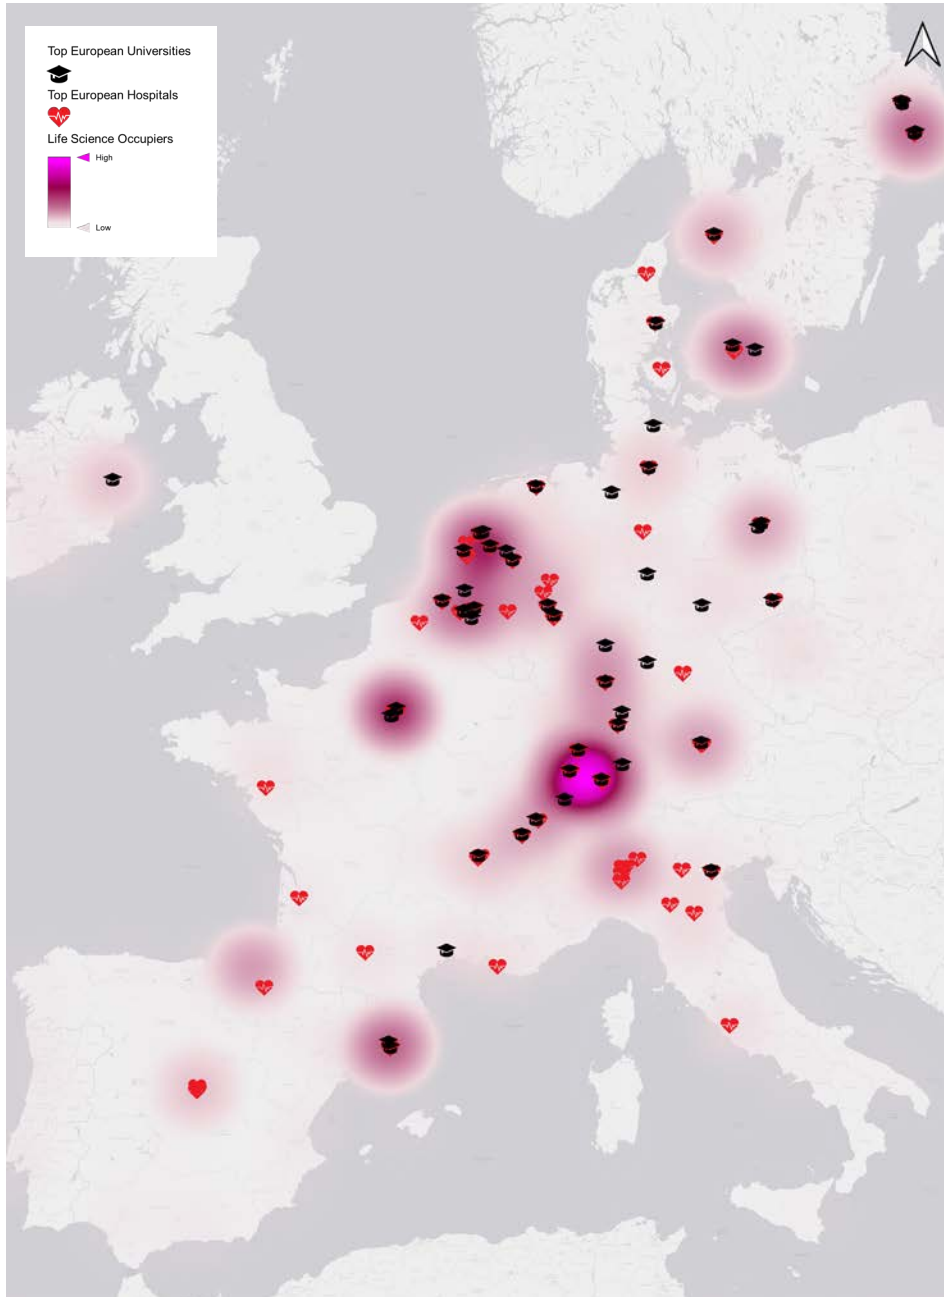 Top European Universities
Top European Hospitals
Life Science Occupiers
High
Low